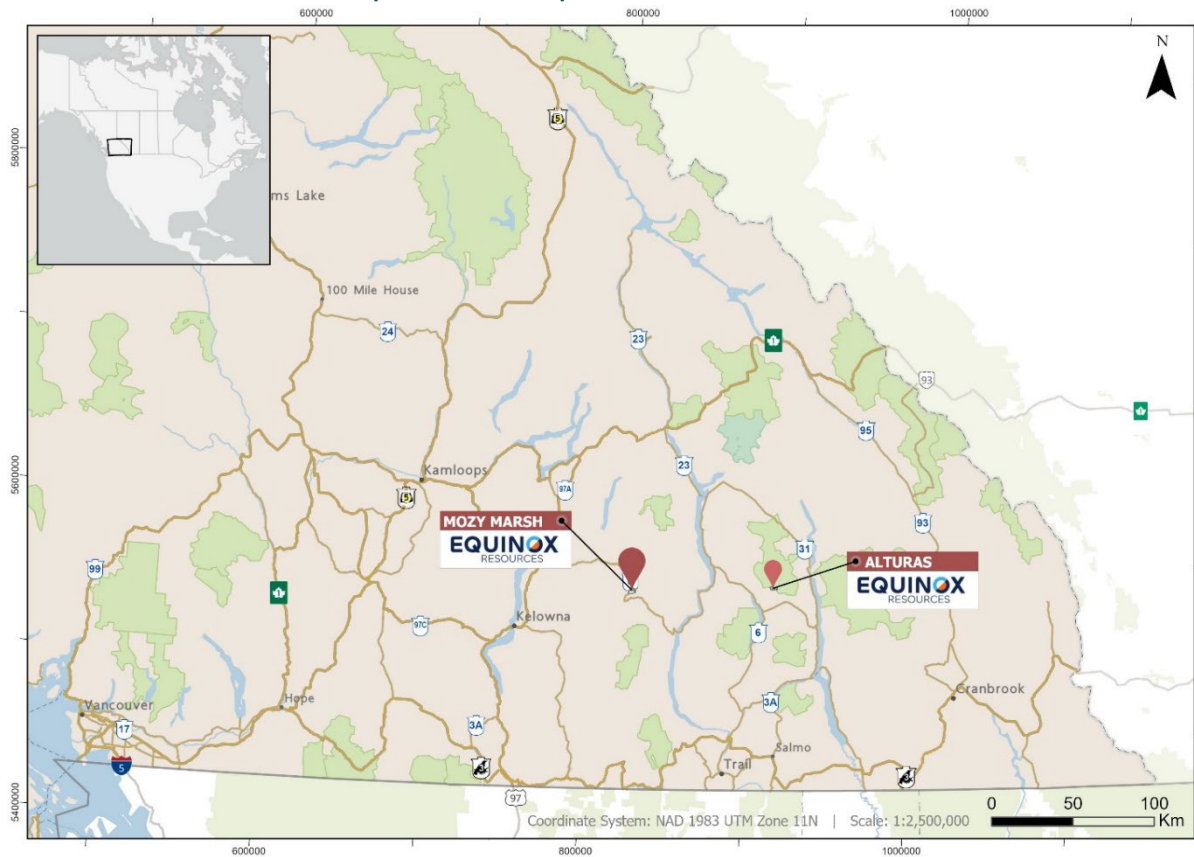 600000
800000
1000000
N
5
5800000
ms Lake
100 Mile House
24
23
1
93
1
95
Kamloops
5600000
23
5
97A
93
MOZY MARSH
EQUINOX
RESOURCES
31
ALTURAS
EQUINOX
RESOURCES
99
1
Kelowna
97C
6
Vancouver
Hope
3A
Cranbrook
17
3A
Salmo
5
Trail
97
5400000
0 50 100
Km
Coordinate System: NAD 1983 UTM Zone 11N | Scale: 1:2,500,000
600000
800000
1000000